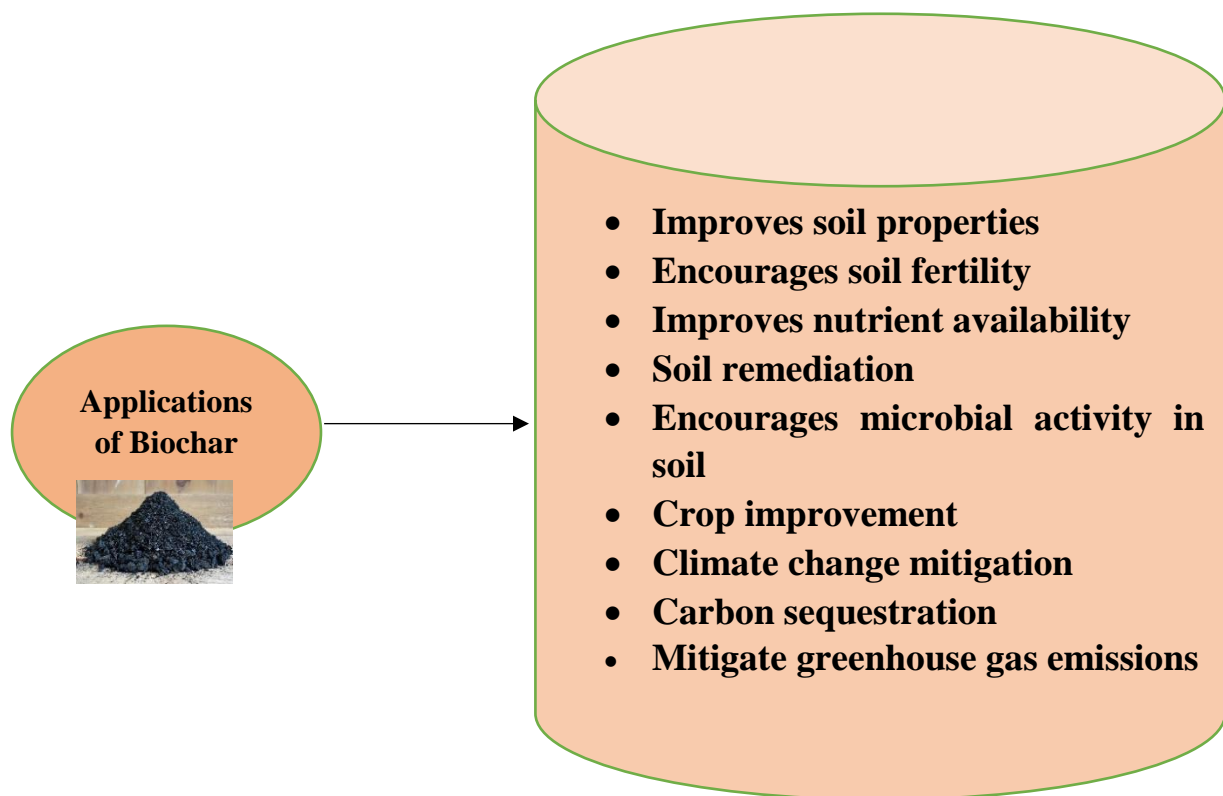 Applications
of Biochar
• Improves soil properties
• Encourages soil fertility
• Improves nutrient availability
• Soil remediation
• Encourages microbial activity in
soil
• Crop improvement
• Climate change mitigation
• Carbon sequestration
• Mitigate greenhouse gas emissions